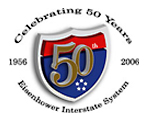 Celebrating 50 Years
1956
50th
2006
Eisenhower Interstate System